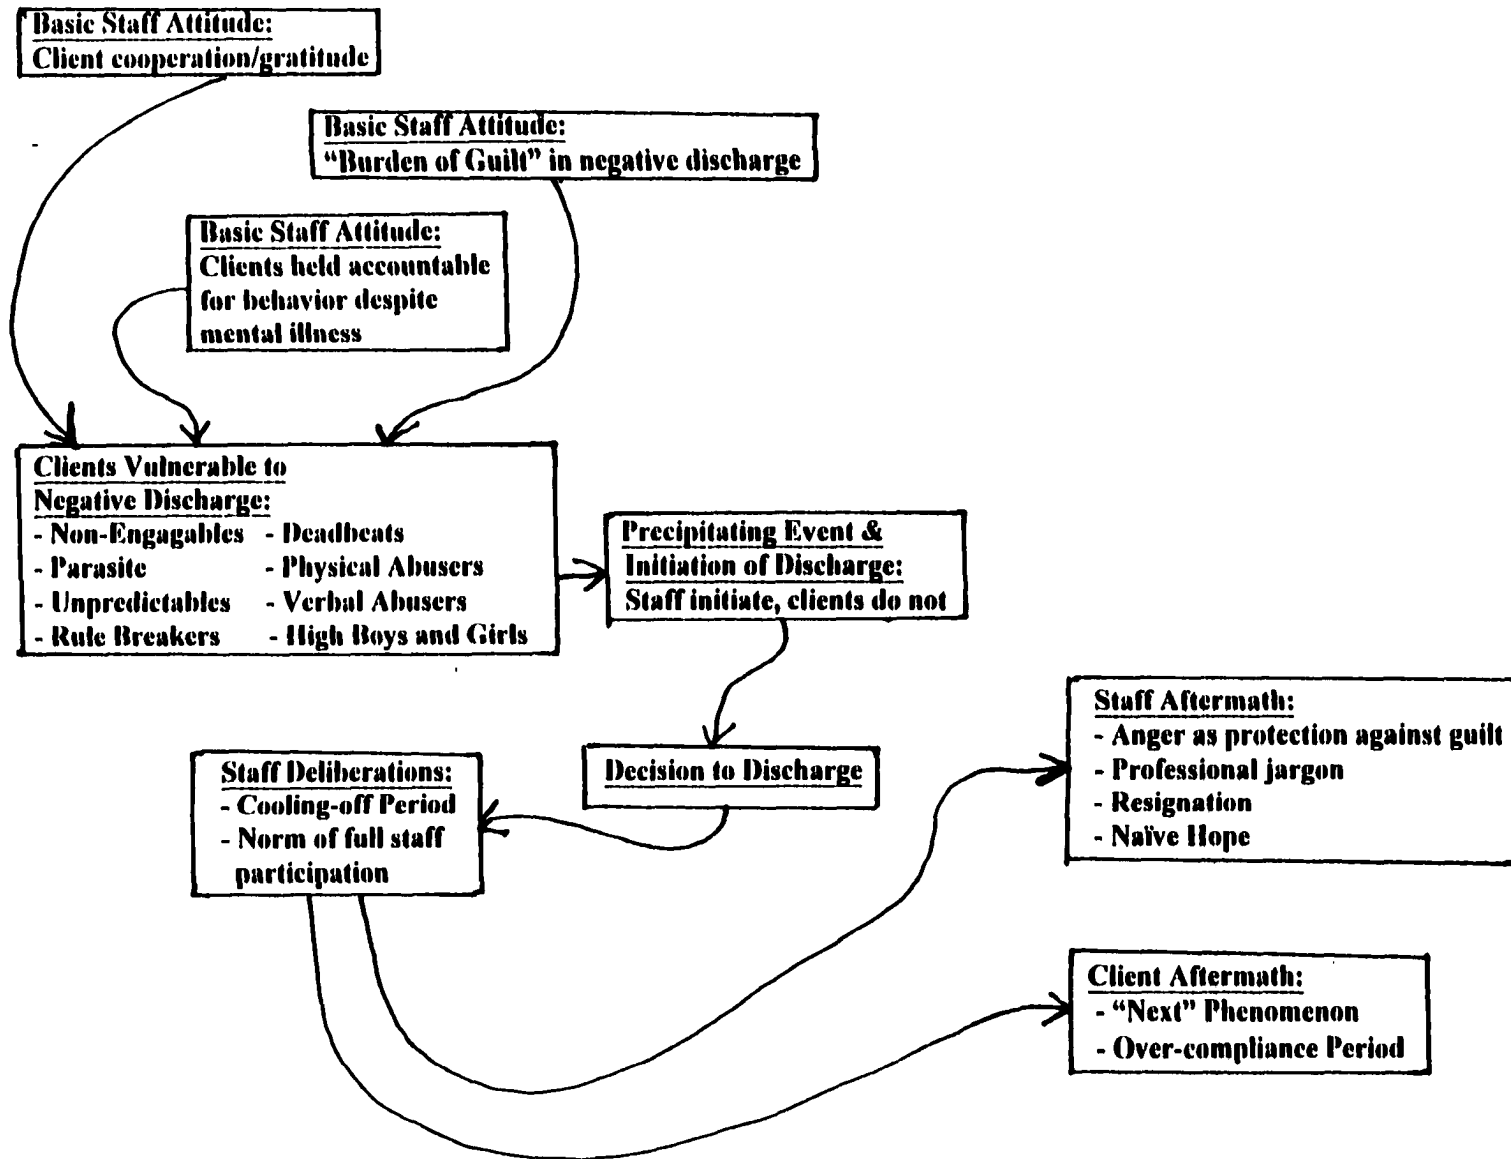 Basic Staff Attitude:
Client cooperation/gratitude
Basic Staff Attitude:
“Burden of Guilt” in negative discharge
Basic Staff Attitude:
Clients held accountable
for behavior despite
mental illness
Clients Vulnerable to
Negative Discharge:
- Non-Engagables - Deadbeats
- Parasite - Physical Abusers
- Unpredictables - Verbal Abusers
- Rule Breakers - High Boys and Girls
Precipitating Event &
Initiation of Discharge:
Staff initiate, clients do not
Decision to Discharge
Staff Deliberations:
- Cooling-off Period
- Norm of full staff
participation
Staff Aftermath:
- Anger as protection against guilt
- Professional jargon
- Resignation
- Naïve Hope
Client Aftermath:
- “Next” Phenomenon
- Over-compliance Period